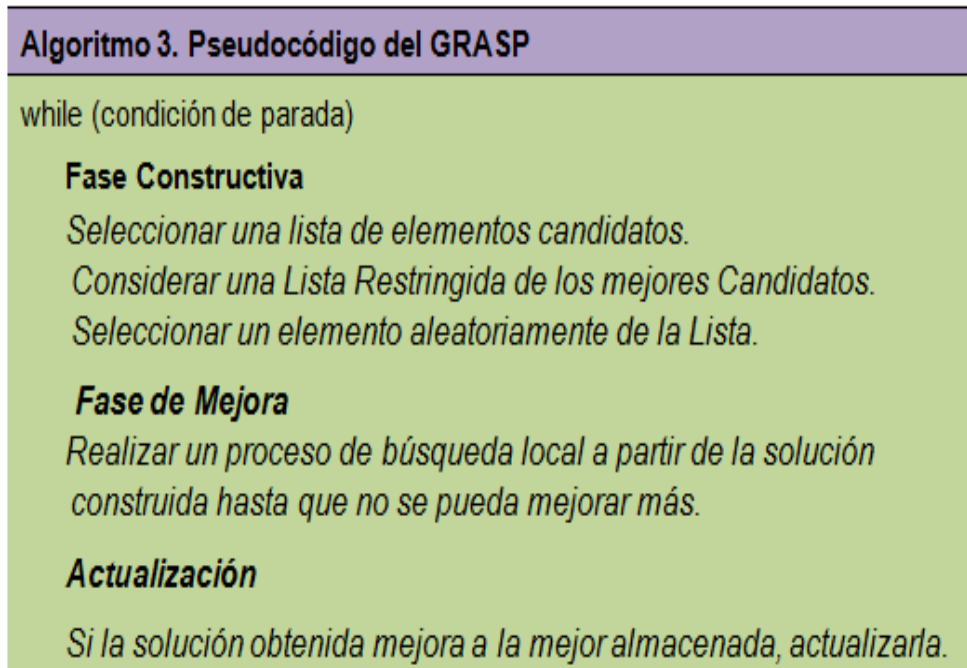 Algoritmo 3. Pseudocódigo del GRASP
while (condición de parada)
Fase Constructiva
Seleccionar una lista de elementos candidatos.
Considerar una Lista Restringida de los mejores Candidatos.
Seleccionar un elemento aleatoriamente de la Lista.
Fase de Mejora
Realizar un proceso de búsqueda local a partir de la solución
construida hasta que no se pueda mejorar más.
Actualización
Si la solución obtenida mejora a la mejor almacenada, actualizarla.